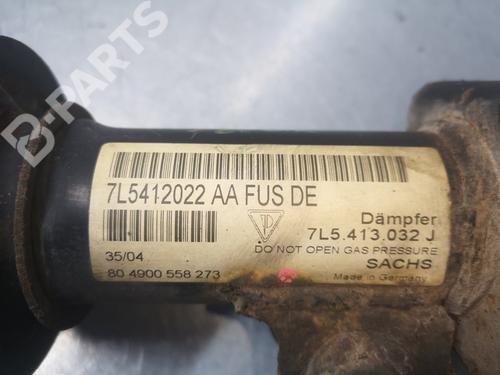 B-PARTS
7L5412022 AA FUS DE
Dämpfer
7L5.413.032 J
DO NOT OPEN GAS PRESSURE
35/04
SACHS
80 4900 558 273
Made in Germany